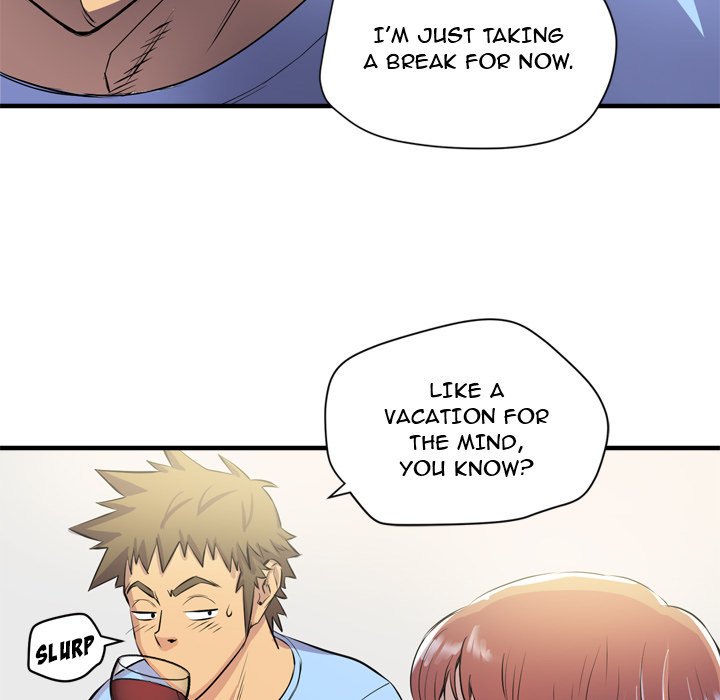 I'M JUST TAKING
A BREAK FOR NOW.
LIKE A
VACATION FOR
THE MIND,
YOU KNOW?
SLURP